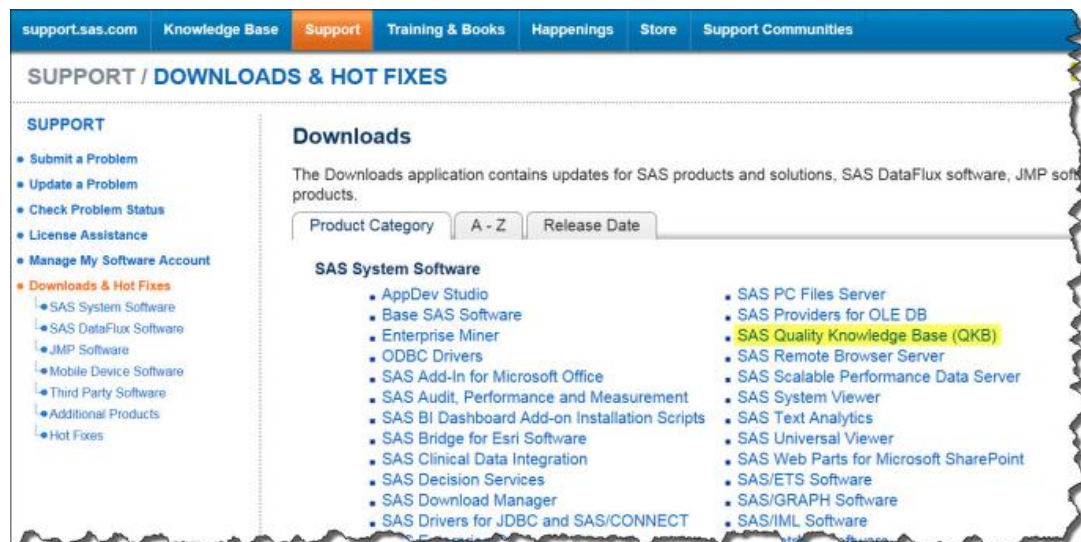 support.sas.com Knowledge Base Support Training & Books Happenings Store Support Communities
SUPPORT / DOWNLOADS & HOT FIXES
SUPPORT
Submit a Problem
Update a Problem
Check Problem Status
License Assistance
Manage My Software Account
Downloads & Hot Fixes
SAS System Software
SAS DataFlux Software
JMP Software
Mobile Device Software
Third Party Software
Additional Products
Hot Fixes
Downloads
The Downloads application contains updates for SAS products and solutions, SAS DataFlux software, JMP
products.
Product Category A - Z Release Date
SAS System Software
AppDev Studio
Base SAS Software
Enterprise Miner
ODBC Drivers
SAS Add-In for Microsoft Office
SAS Audit, Performance and Measurement
SAS BI Dashboard Add-on Installation Scripts
SAS Bridge for Esri Software
SAS Clinical Data Integration
SAS Decision Services
SAS Download Manager
SAS Drivers for JDBC and SAS/CONNECT
SAS PC Files Server
SAS Providers for OLE DB
SAS Quality Knowledge Base (QKB)
SAS Remote Browser Server
SAS Scalable Performance Data Server
SAS System Viewer
SAS Text Analytics
SAS Universal Viewer
SAS Web Parts for Microsoft SharePoint
SAS/ETS Software
SAS/GRAPH Software
SAS/IML Software